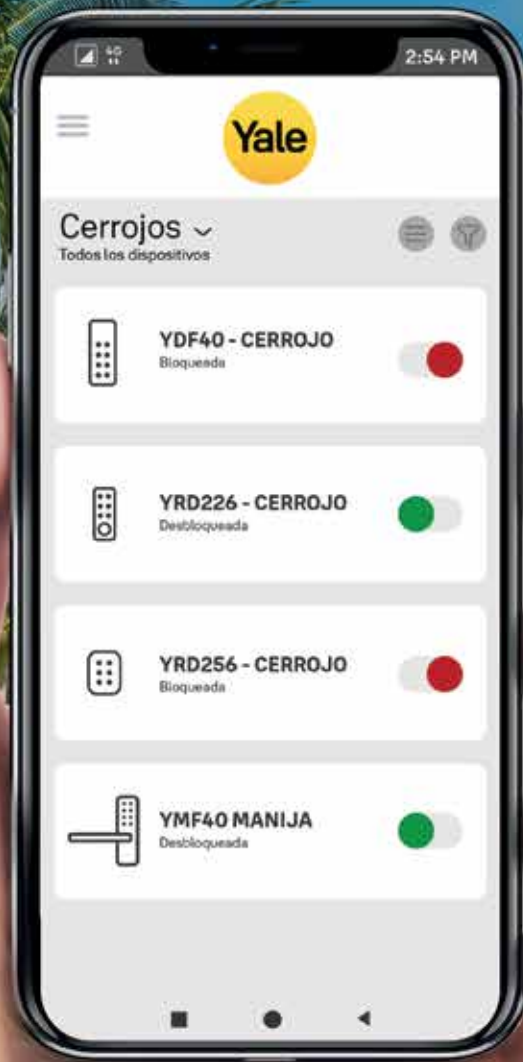 4G
2:54 PM
Yale
Cerrojos
Todos los dispositivos
YDF40 - CERROJO
Bloqueada
YRD226 - CERROJO
Desbloqueada
YRD256 - CERROJO
Bloqueada
YMF40 MANIJA
Desbloqueada